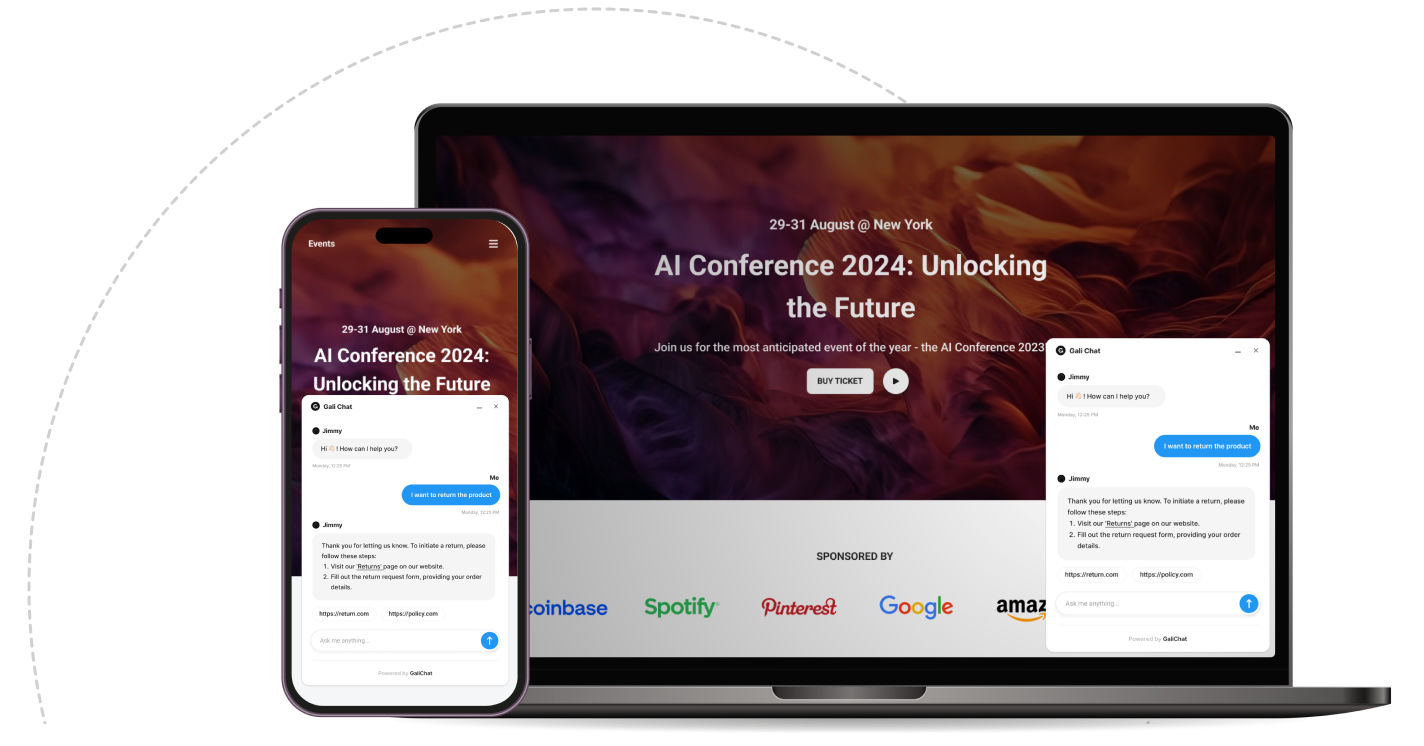 Events
29-31 August @ New York
AI Conference 2024:
Unlocking the Future
G Gali Chat
Jimmy
Hi 👋🏻 ! How can I help you?
Monday, 12:29 PM
Me
I want to return the product
Monday, 12:25 PM
Jimmy
Thank you for letting us know. To initiate a return, please
follow these steps:
1. Visit our 'Returns' page on our website.
2. Fill out the return request form, providing your order
details.
https://return.com https://policy.com
Ask me anything...
Powered by GaliChat
29-31 August @ New York
AI Conference 2024: Unlocking
the Future
Join us for the most anticipated event of the year - the AI Conference 2023
BUY TICKET
SPONSORED BY
coinbase Spotify Pinterest Google amaz
G Gali Chat
Jimmy
Hi 👋🏻 ! How can I help you?
Monday, 12:29 PM
Me
I want to return the product
Monday, 12:29 PM
Jimmy
Thank you for letting us know. To initiate a return, please
follow these steps:
1. Visit our 'Returns' page on our website.
2. Fill out the return request form, providing your order
details.
https://return.com https://policy.com
Ask me anything...
Powered by GaliChat